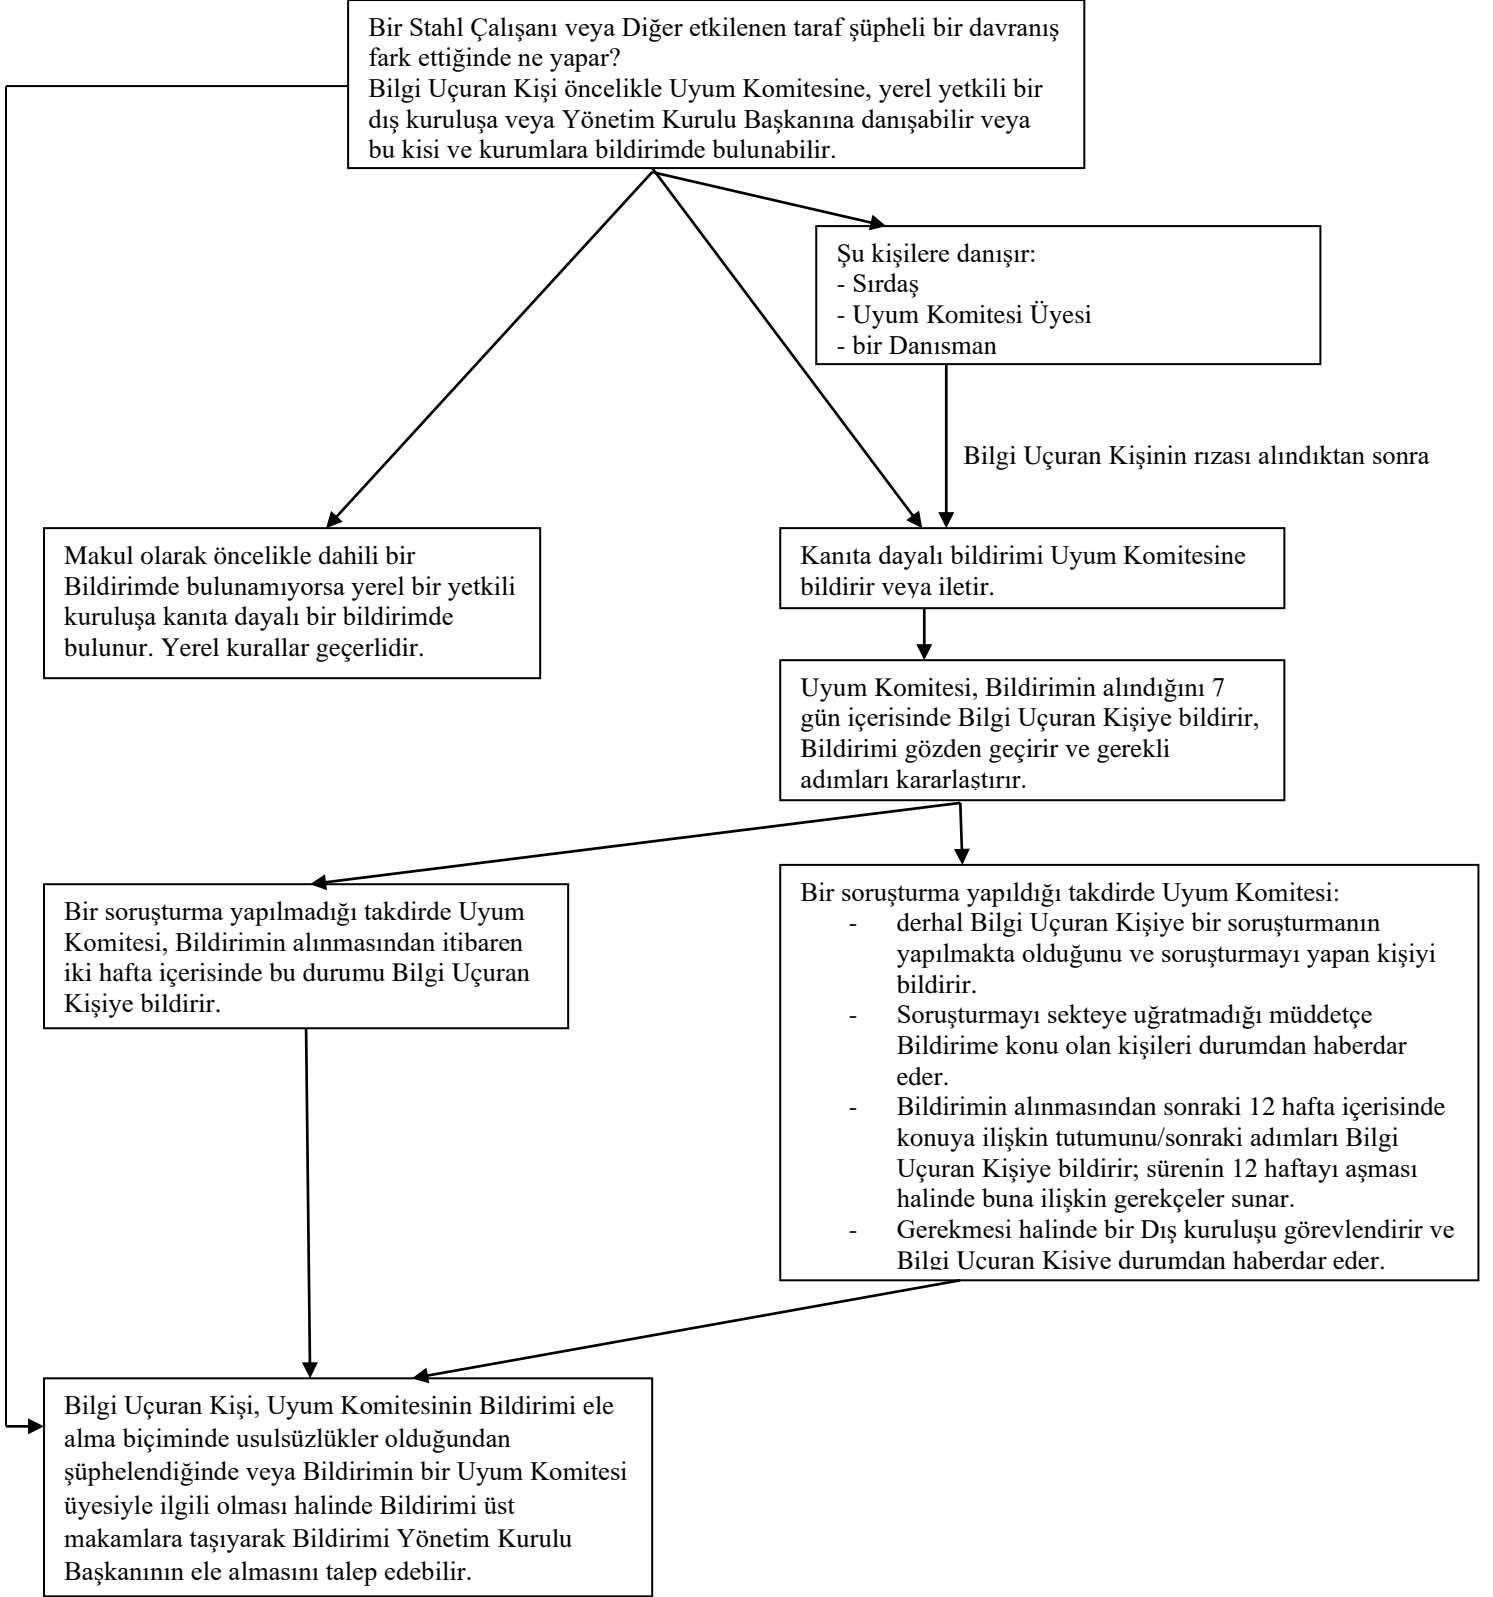 Bir Stahl Çalışanı veya Diğer etkilenen taraf şüpheli bir davranış
fark ettiğinde ne yapar?
Bilgi Uçuran Kişi öncelikle Uyum Komitesine, yerel yetkili bir
dış kuruluşa veya Yönetim Kurulu Başkanına danışabilir veya
bu kisi ve kurumlara bildirimde bulunabilir.
Şu kişilere danışır:
- Sırdaş
- Uyum Komitesi Üyesi
- bir Danısman
Bilgi Uçuran Kişinin rızası alındıktan sonra
Makul olarak öncelikle dahili bir
Bildirimde bulunamıyorsa yerel bir yetkili
kuruluşa kanıta dayalı bir bildirimde
bulunur. Yerel kurallar geçerlidir.
Kanıta dayalı bildirimi Uyum Komitesine
bildirir veya iletir.
Uyum Komitesi, Bildirimin alındığını 7
gün içerisinde Bilgi Uçuran Kişiye bildirir,
Bildirimi gözden geçirir ve gerekli
adımları kararlaştırır.
Bir soruşturma yapılmadığı takdirde Uyum
Komitesi, Bildirimin alınmasından itibaren
iki hafta içerisinde bu durumu Bilgi Uçuran
Kişiye bildirir.
Bir soruşturma yapıldığı takdirde Uyum Komitesi:
- derhal Bilgi Uçuran Kişiye bir soruşturmanın
yapılmakta olduğunu ve soruşturmayı yapan kişiyi
bildirir.
- Soruşturmayı sekteye uğratmadığı müddetçe
Bildirime konu olan kişileri durumdan haberdar
eder.
- Bildirimin alınmasından sonraki 12 hafta içerisinde
konuya ilişkin tutumunu/sonraki adımları Bilgi
Uçuran Kişiye bildirir; sürenin 12 haftayı aşması
halinde buna ilişkin gerekçeler sunar.
- Gerekmesi halinde bir Dış kuruluşu görevlendirir ve
Bilgi Uçuran Kişiye durumdan haberdar eder.
Bilgi Uçuran Kişi, Uyum Komitesinin Bildirimi ele
alma biçiminde usulsüzlükler olduğundan
şüphelendiğinde veya Bildirimin bir Uyum Komitesi
üyesiyle ilgili olması halinde Bildirimi üst
makamlara taşıyarak Bildirimi Yönetim Kurulu
Başkanının ele almasını talep edebilir.